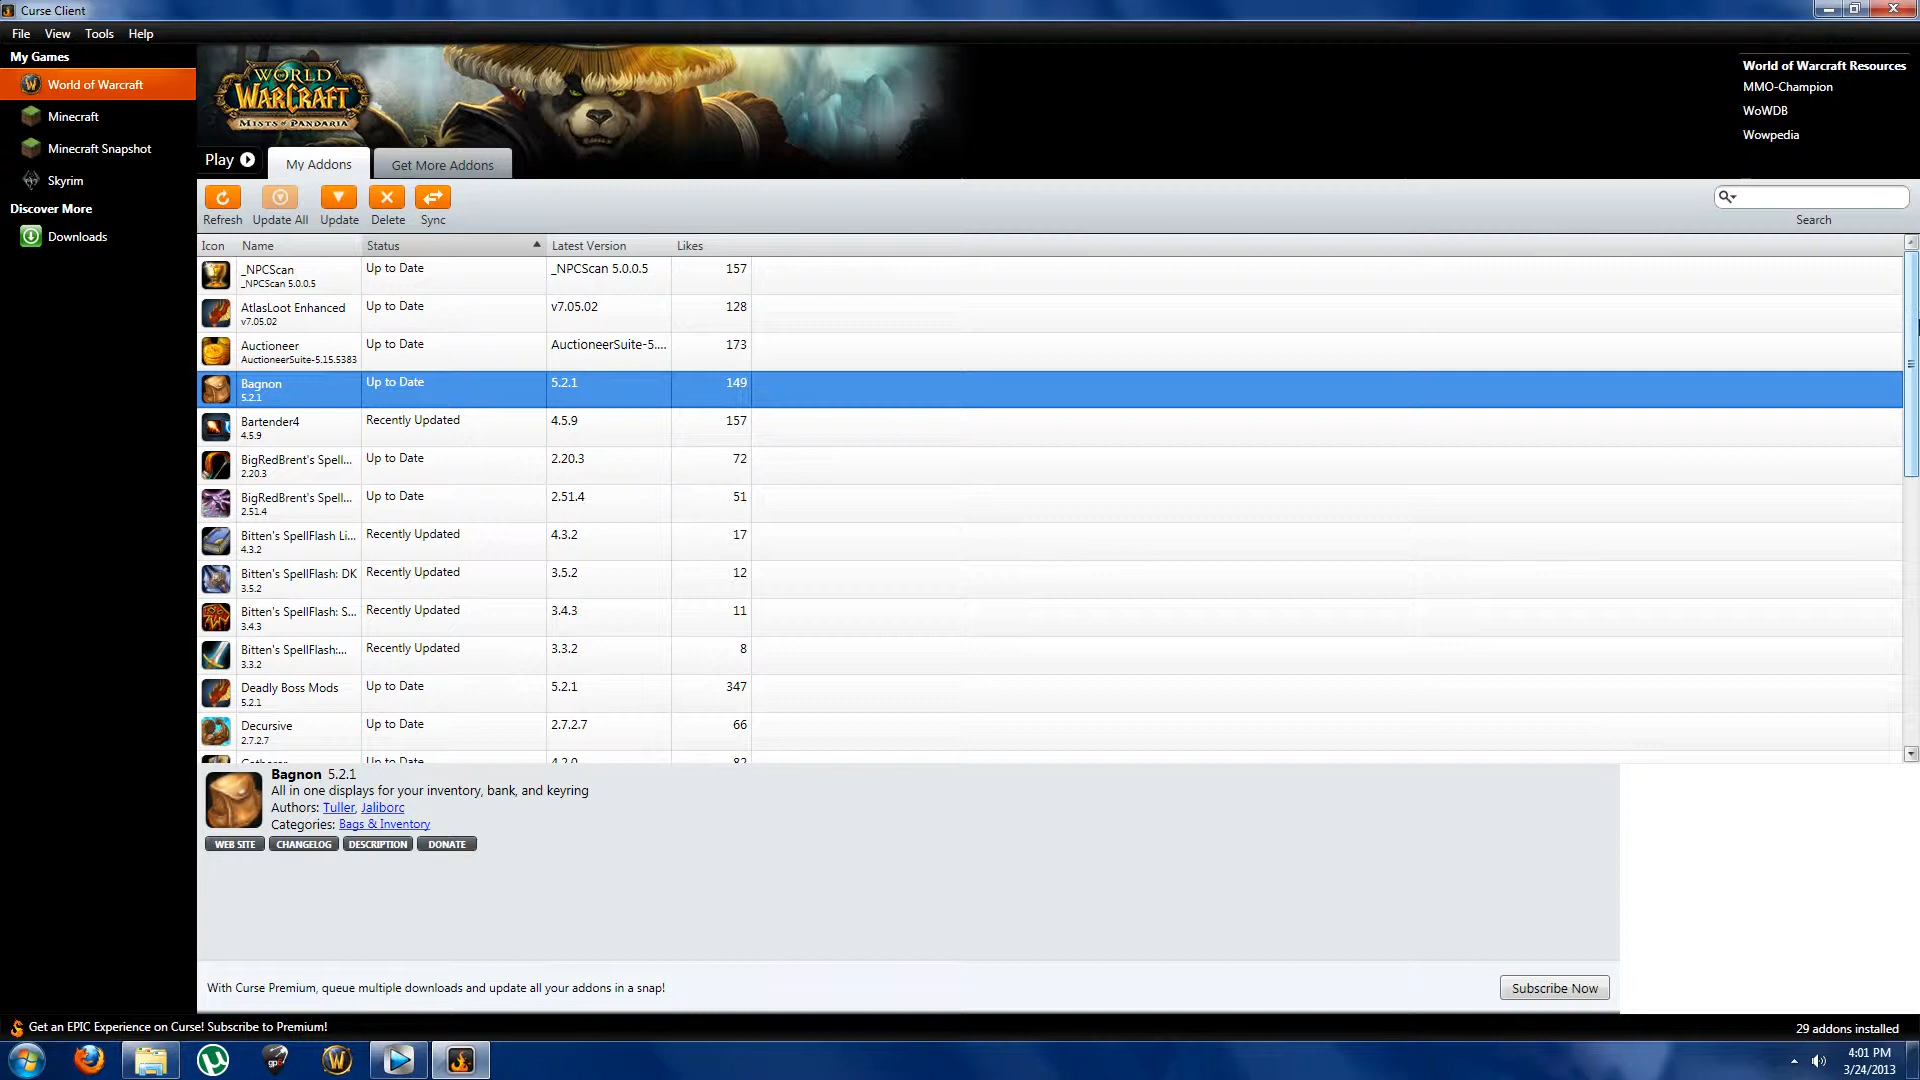 Curse Client
File View Tools Help
My Games
World of Warcraft
Minecraft
Minecraft Snapshot
Skyrim
Discover More
Downloads
WORLD
OF
WARCRAFT
MISTS OF PANDARIA
World of Warcraft Resources
MMO-Champion
WoWDB
Wowpedia
Play My Addons Get More Addons
Refresh Update All Update Delete Sync Search
Icon Name Status Latest Version Likes
_NPCScan Up to Date _NPCScan 5.0.0.5 157
_NPCScan 5.0.0.5
AtlasLoot Enhanced Up to Date v7.05.02 128
v7.05.02
Auctioneer Up to Date AuctioneerSuite-5.... 173
AuctioneerSuite-5.15.5383
Bagnon Up to Date 5.2.1 149
5.2.1
Bartender4 Recently Updated 4.5.9 157
4.5.9
BigRedBrent's Spell... Up to Date 2.20.3 72
2.20.3
BigRedBrent's Spell... Up to Date 2.51.4 51
2.51.4
Bitten's SpellFlash Li... Recently Updated 4.3.2 17
4.3.2
Bitten's SpellFlash: DK Recently Updated 3.5.2 12
3.5.2
Bitten's SpellFlash: S... Recently Updated 3.4.3 11
3.4.3
Bitten's SpellFlash:... Recently Updated 3.3.2 8
3.3.2
Deadly Boss Mods Up to Date 5.2.1 347
5.2.1
Decursive Up to Date 2.7.2.7 66
2.7.2.7
Up to Date
Bagnon 5.2.1
All in one displays for your inventory, bank, and keyring
Authors: Tuller, Jaliborc
Categories: Bags & Inventory
WEB SITE CHANGELOG DESCRIPTION DONATE
With Curse Premium, queue multiple downloads and update all your addons in a snap! Subscribe Now
Get an EPIC Experience on Curse! Subscribe to Premium! 29 addons installed
4:01 PM
3/24/2013